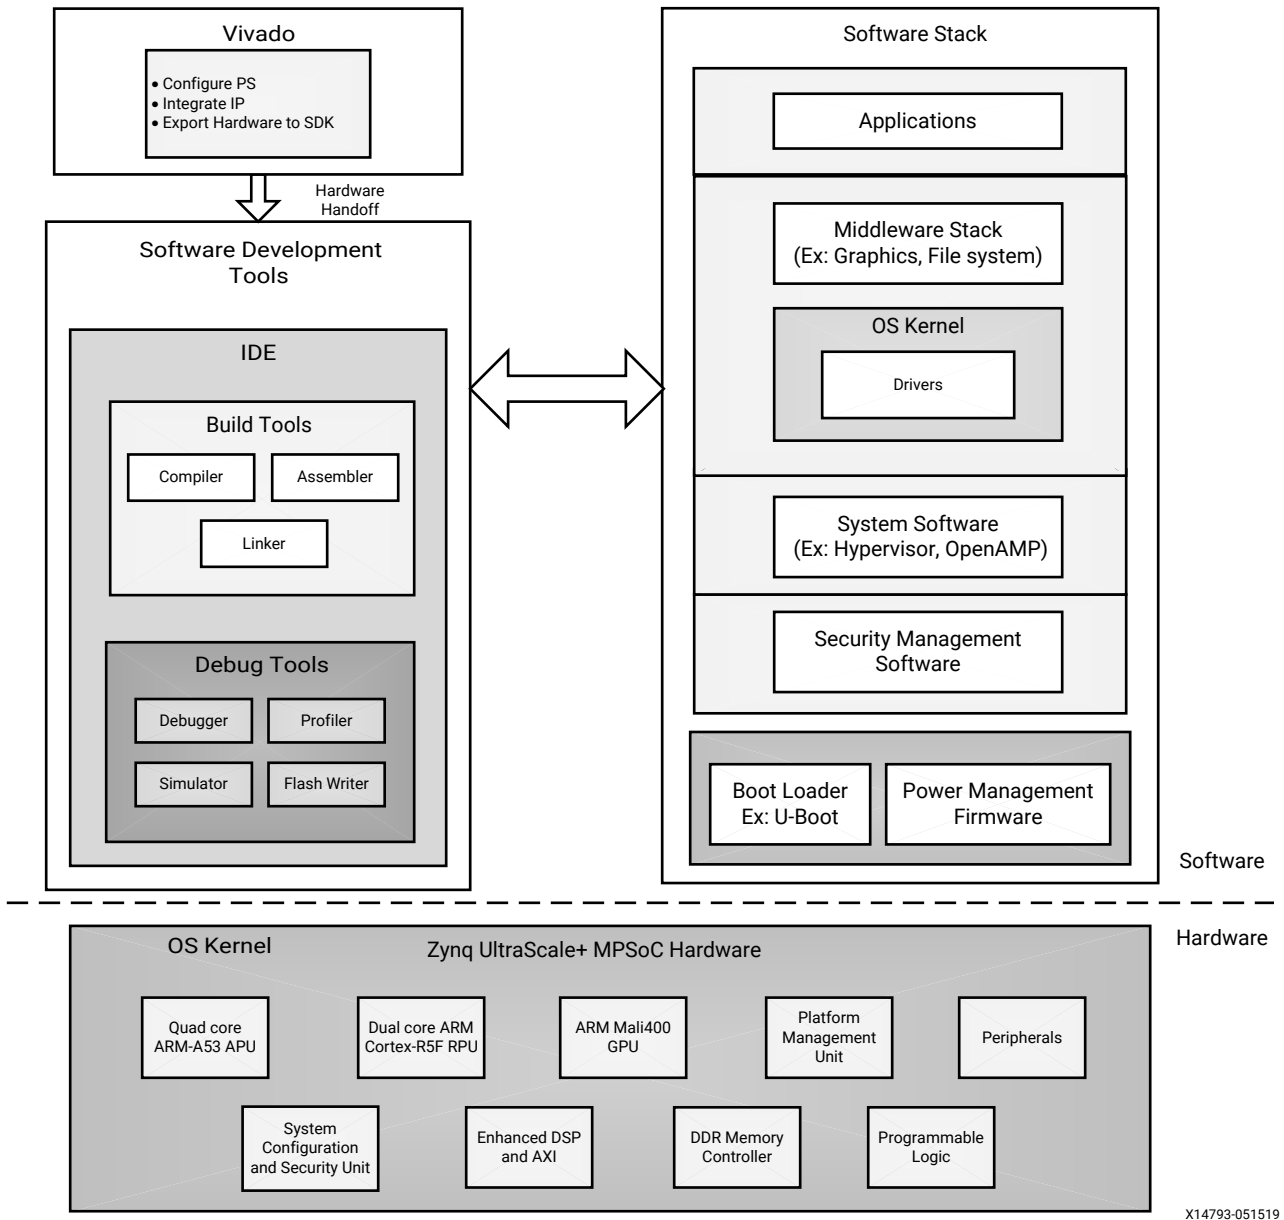 Vivado
• Configure PS
• Integrate IP
• Export Hardware to SDK
Hardware
Handoff
Software Development
Tools
IDE
Build Tools
Compiler
Assembler
Linker
Debug Tools
Debugger
Profiler
Simulator
Flash Writer
Software Stack
Applications
Middleware Stack
(Ex: Graphics, File system)
OS Kernel
Drivers
System Software
(Ex: Hypervisor, OpenAMP)
Security Management
Software
Boot Loader
Ex: U-Boot
Power Management
Firmware
Software
Hardware
OS Kernel
Zynq UltraScale+ MPSoC Hardware
Quad core
ARM-A53 APU
Dual core ARM
Cortex-R5F RPU
ARM Mali400
GPU
Platform
Management
Unit
Peripherals
System
Configuration
and Security Unit
Enhanced DSP
and AXI
DDR Memory
Controller
Programmable
Logic
X14793-051519